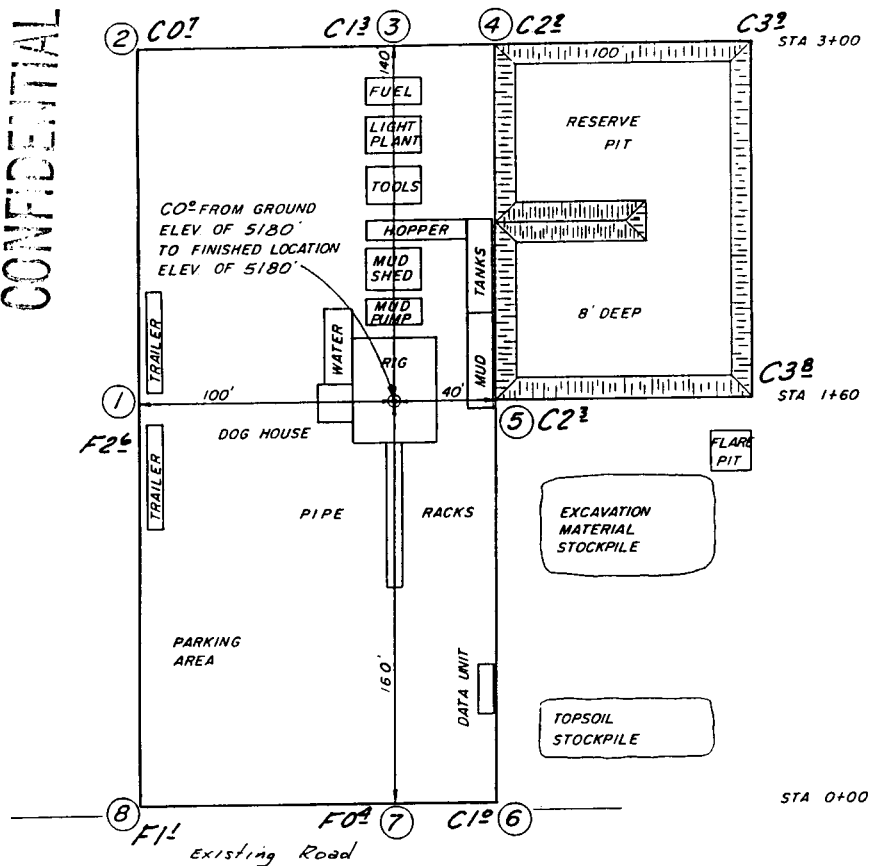 CONFIDENTIAL
2 C0⁷ C1³ 3 4 C2² C3⁹
STA 3+00
140'
100'
FUEL
LIGHT
PLANT
RESERVE
PIT
TOOLS
C0⁰ FROM GROUND
ELEV OF 5180'
TO FINISHED LOCATION
ELEV OF 5180'
HOPPER
TANKS
MUD
SHED
8' DEEP
MUD
PUMP
TRAILER
WATER
RIG
MUD
C3⁸
STA 1+60
1
100'
40'
5 C2³
F2⁶
DOG HOUSE
FLARE
PIT
TRAILER
PIPE RACKS
EXCAVATION
MATERIAL
STOCKPILE
PARKING
AREA
160'
DATA UNIT
TOPSOIL
STOCKPILE
STA 0+00
8 F1¹ F0⁴ 7 C1⁰ 6
Existing Road